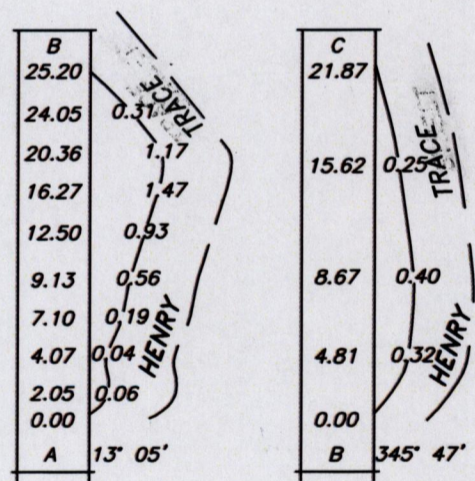 B
25.20
24.05 0.31
20.36 1.17
16.27 1.47
12.50 0.93
9.13 0.56
7.10 0.19
4.07 0.04
2.05 0.06
0.00
A 13° 05'
HENRY TRACE
C
21.87
15.62 0.25
8.67 0.40
4.81 0.32
0.00
B 345° 47'
HENRY TRACE